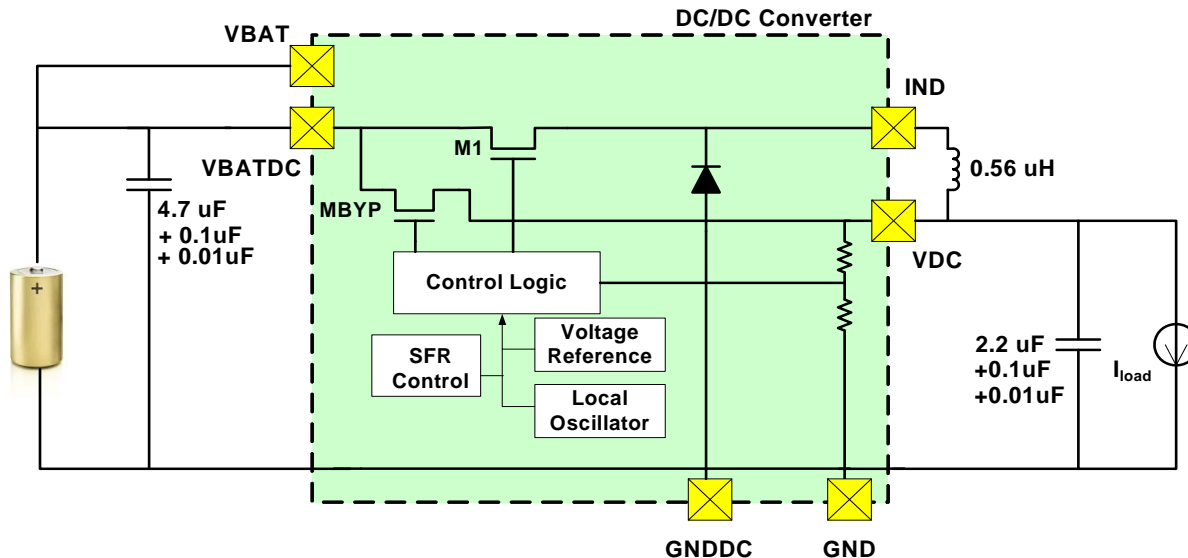 DC/DC Converter
VBAT
IND
VBATDC
M1
0.56 uH
4.7 uF
+ 0.1uF
+ 0.01uF
MBYP
VDC
+
Control Logic
Voltage
Reference
SFR
Control
Local
Oscillator
2.2 uF
+0.1uF
+0.01uF
Iload
GNDDC
GND